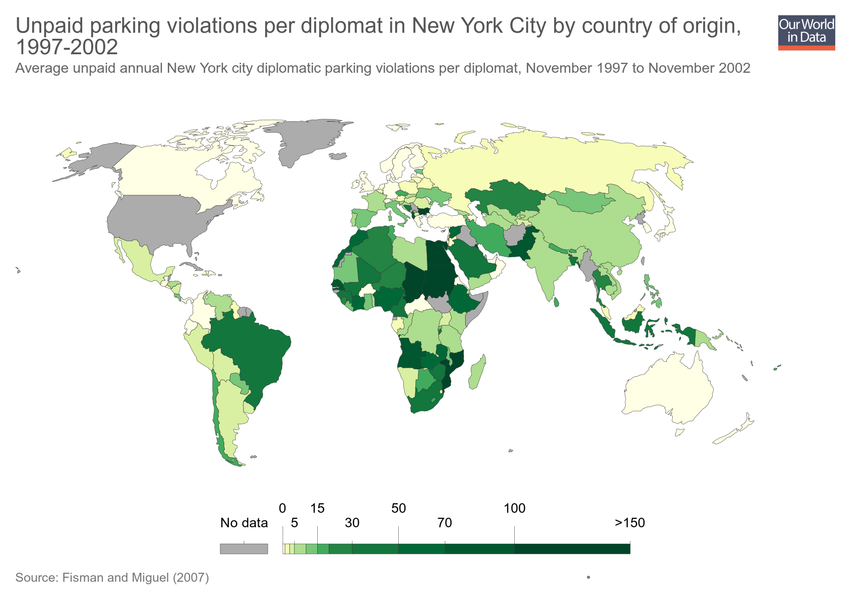 Unpaid parking violations per diplomat in New York City by country of origin,
1997-2002
Our World
in Data
Average unpaid annual New York city diplomatic parking violations per diplomat, November 1997 to November 2002
0 15 50 100
No data 5 30 70 >150
Source: Fisman and Miguel (2007)